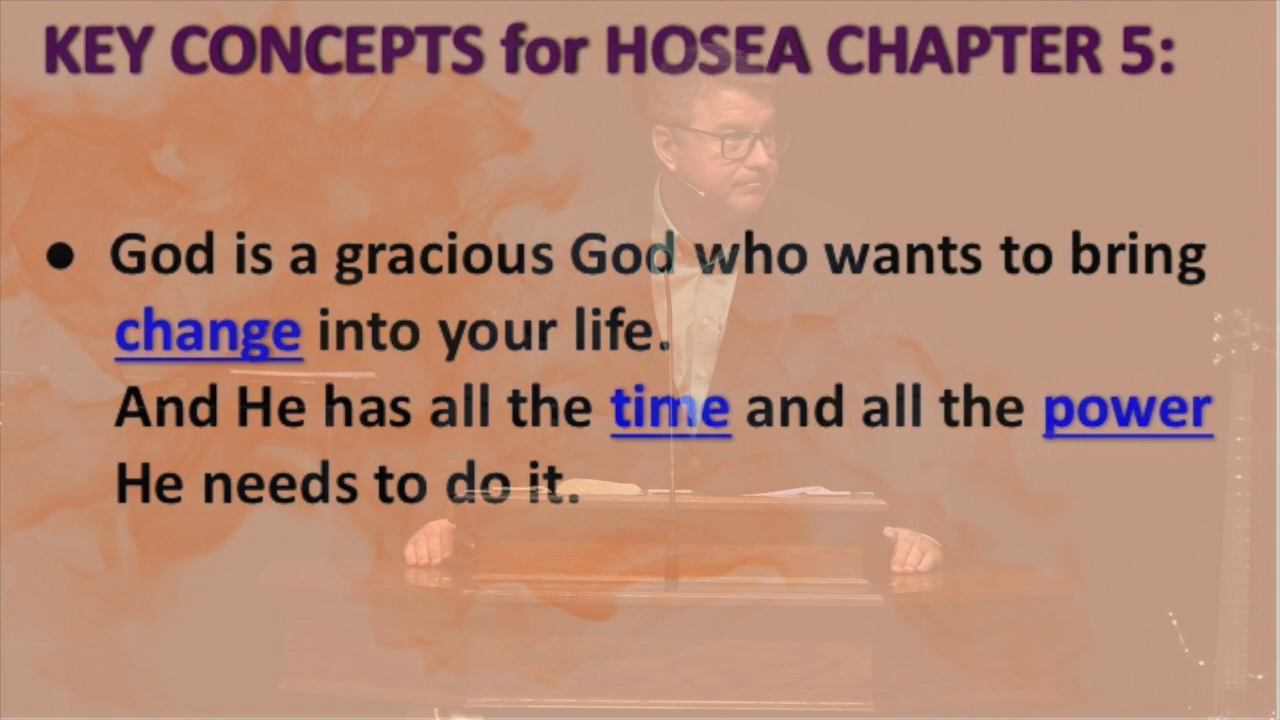 KEY CONCEPTS for HOSEA CHAPTER 5:
● God is a gracious God who wants to bring
change into your life.
And He has all the time and all the power
He needs to do it.